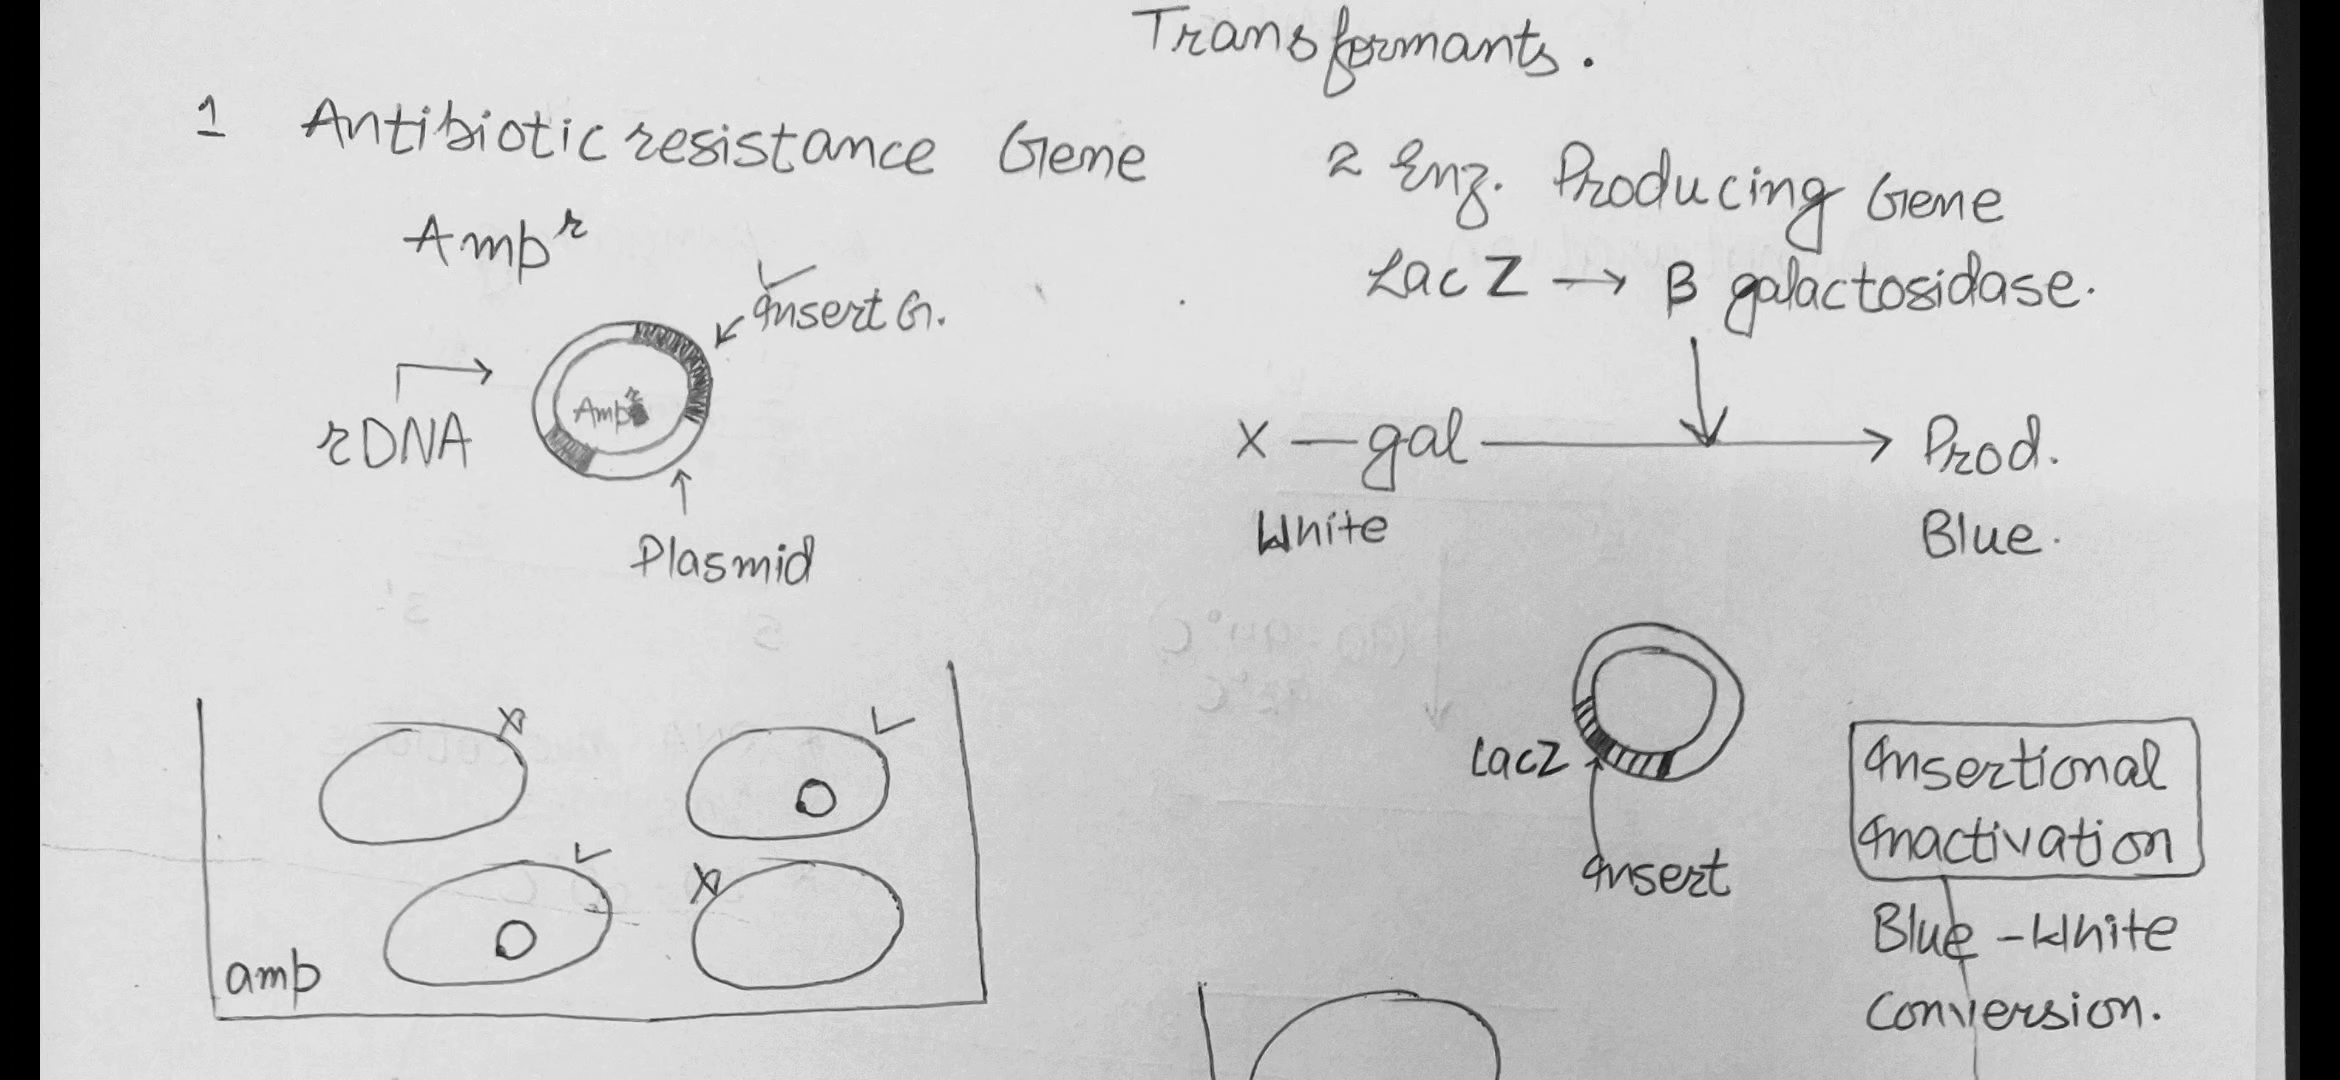 Transformants.
1 Antibiotic resistance Gene
Ampʳ
Insert G.
Ampʳ
rDNA
Plasmid
amp
2 Enz. Producing Gene
Lac Z → β galactosidase.
X-gal → Prod.
White Blue.
LacZ
Insert
Insertional
Inactivation
Blue-White
Conversion.